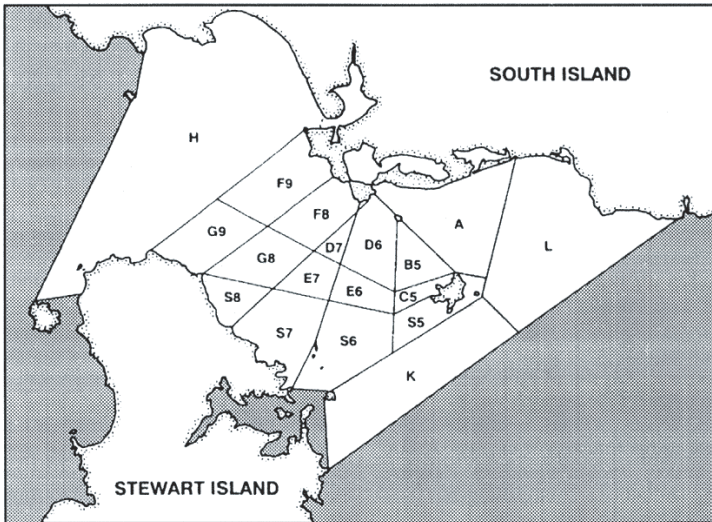 SOUTH ISLAND
H
F9
A
L
F8
G9
D7
D6
G8
B5
E7
E6
C5
S8
S5
S7
S6
K
STEWART ISLAND